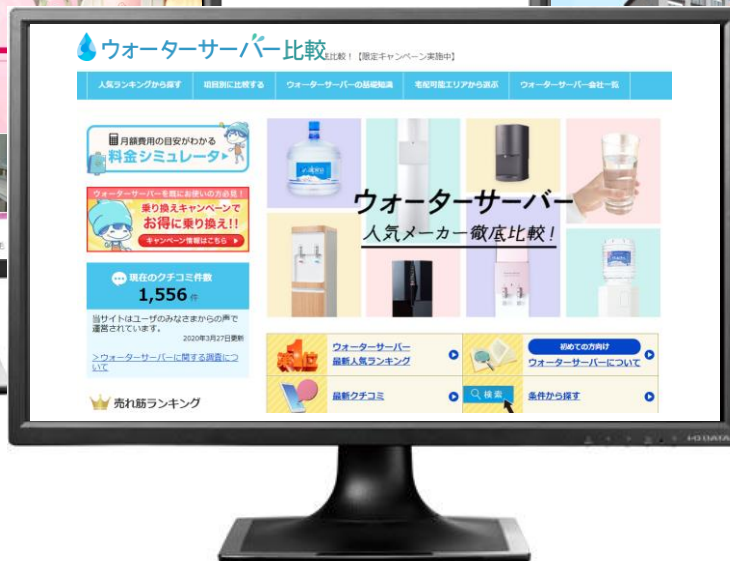 ウォーターサーバー比較
比較！【限定キャンペーン実施中】
人気ランキングから探す
項目別に比較する
ウォーターサーバーの基礎知識
宅配可能エリアから選ぶ
ウォーターサーバー会社一覧
月額費用の目安がわかる
料金シミュレータ
ウォーターサーバーを既にお使いの方必見！
乗り換えキャンペーンで
お得に乗り換え!!
キャンペーン情報はこちら
現在のクチコミ件数
1,556 件
当サイトはユーザのみなさまからの声で
運営されています。
2020年3月27日更新
>ウォーターサーバーに関する調査につ
いて
売れ筋ランキング
ウォーターサーバー
人気メーカー徹底比較！
第1位
ウォーターサーバー
最新人気ランキング
初めての方向け
ウォーターサーバーについて
最新クチコミ
検索
条件から探す
I-O DATA